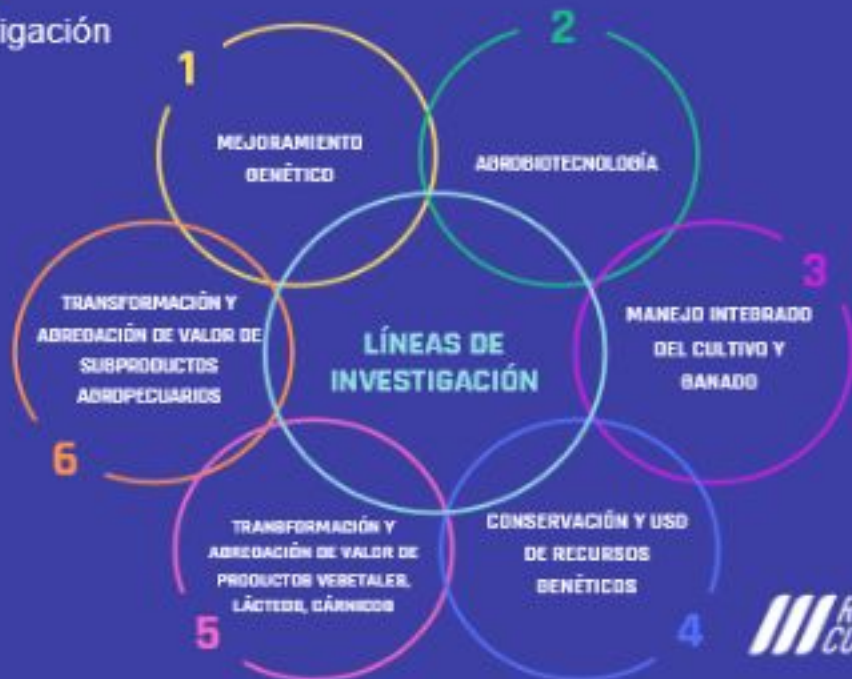 igación
1
MEJORAMIENTO
GENÉTICO
2
AGROBIOTECNOLOGÍA
3
MANEJO INTEGRADO
DEL CULTIVO Y
GANADO
LÍNEAS DE
INVESTIGACIÓN
TRANSFORMACIÓN Y
AGREGACIÓN DE VALOR DE
SUBPRODUCTOS
AGROPECUARIOS
6
TRANSFORMACIÓN Y
AGREGACIÓN DE VALOR DE
PRODUCTOS VEGETALES,
LÁCTEOS, CÁRNICOS
5
CONSERVACIÓN Y USO
DE RECURSOS
GENÉTICOS
4